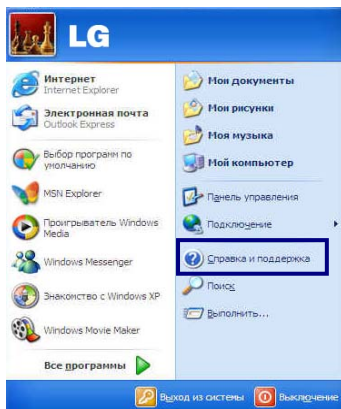 LG
Интернет
Internet Explorer
Электронная почта
Outlook Express
Выбор программ по
умолчанию
MSN Explorer
Проигрыватель Windows
Media
Windows Messenger
Знакомство с Windows XP
Windows Movie Maker
Все программы
Мои документы
Мои рисунки
Моя музыка
Мой компьютер
Панель управления
Подключение
Справка и поддержка
Поиск
Выполнить...
Выход из системы
Выключение